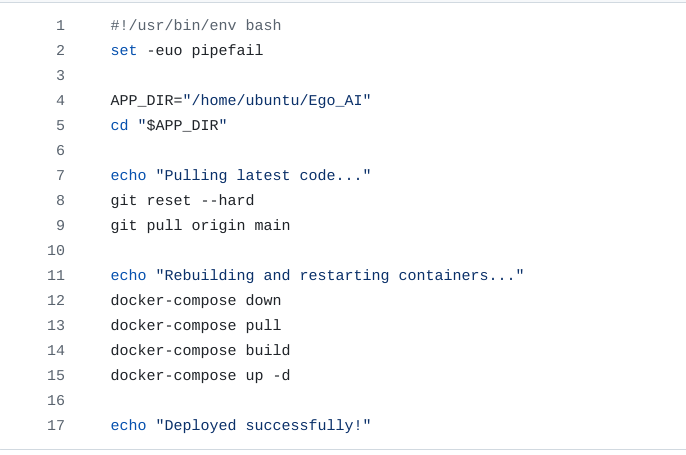 1 #!/usr/bin/env bash
2 set -euo pipefail
3
4 APP_DIR="/home/ubuntu/Ego_AI"
5 cd "$APP_DIR"
6
7 echo "Pulling latest code..."
8 git reset --hard
9 git pull origin main
10
11 echo "Rebuilding and restarting containers..."
12 docker-compose down
13 docker-compose pull
14 docker-compose build
15 docker-compose up -d
16
17 echo "Deployed successfully!"